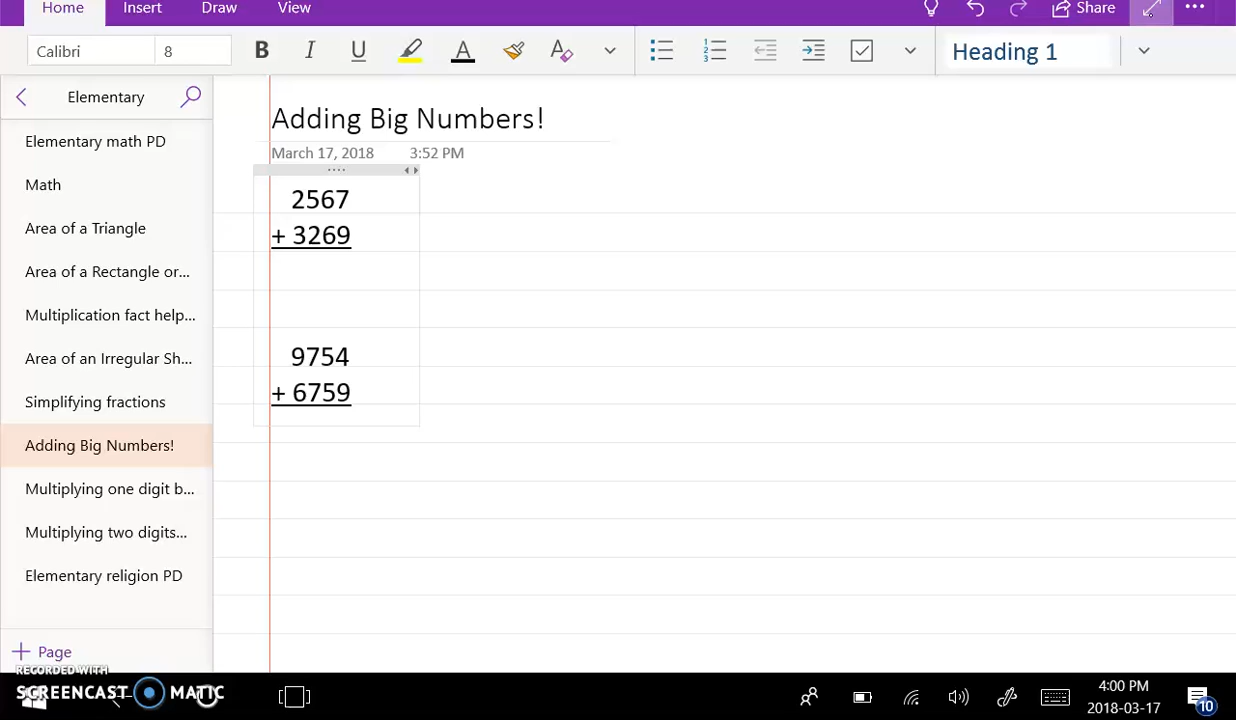 Home Insert Draw View Share
Calibri 8 B I U A A Heading 1
Elementary
Elementary math PD
Math
Area of a Triangle
Area of a Rectangle or...
Multiplication fact help...
Area of an Irregular Sh...
Simplifying fractions
Adding Big Numbers!
Multiplying one digit b...
Multiplying two digits...
Elementary religion PD
+ Page
Adding Big Numbers!
March 17, 2018 3:52 PM
2567
+ 3269
9754
+ 6759
RECORDED WITH
SCREENCAST MATIC
4:00 PM
2018-03-17
10